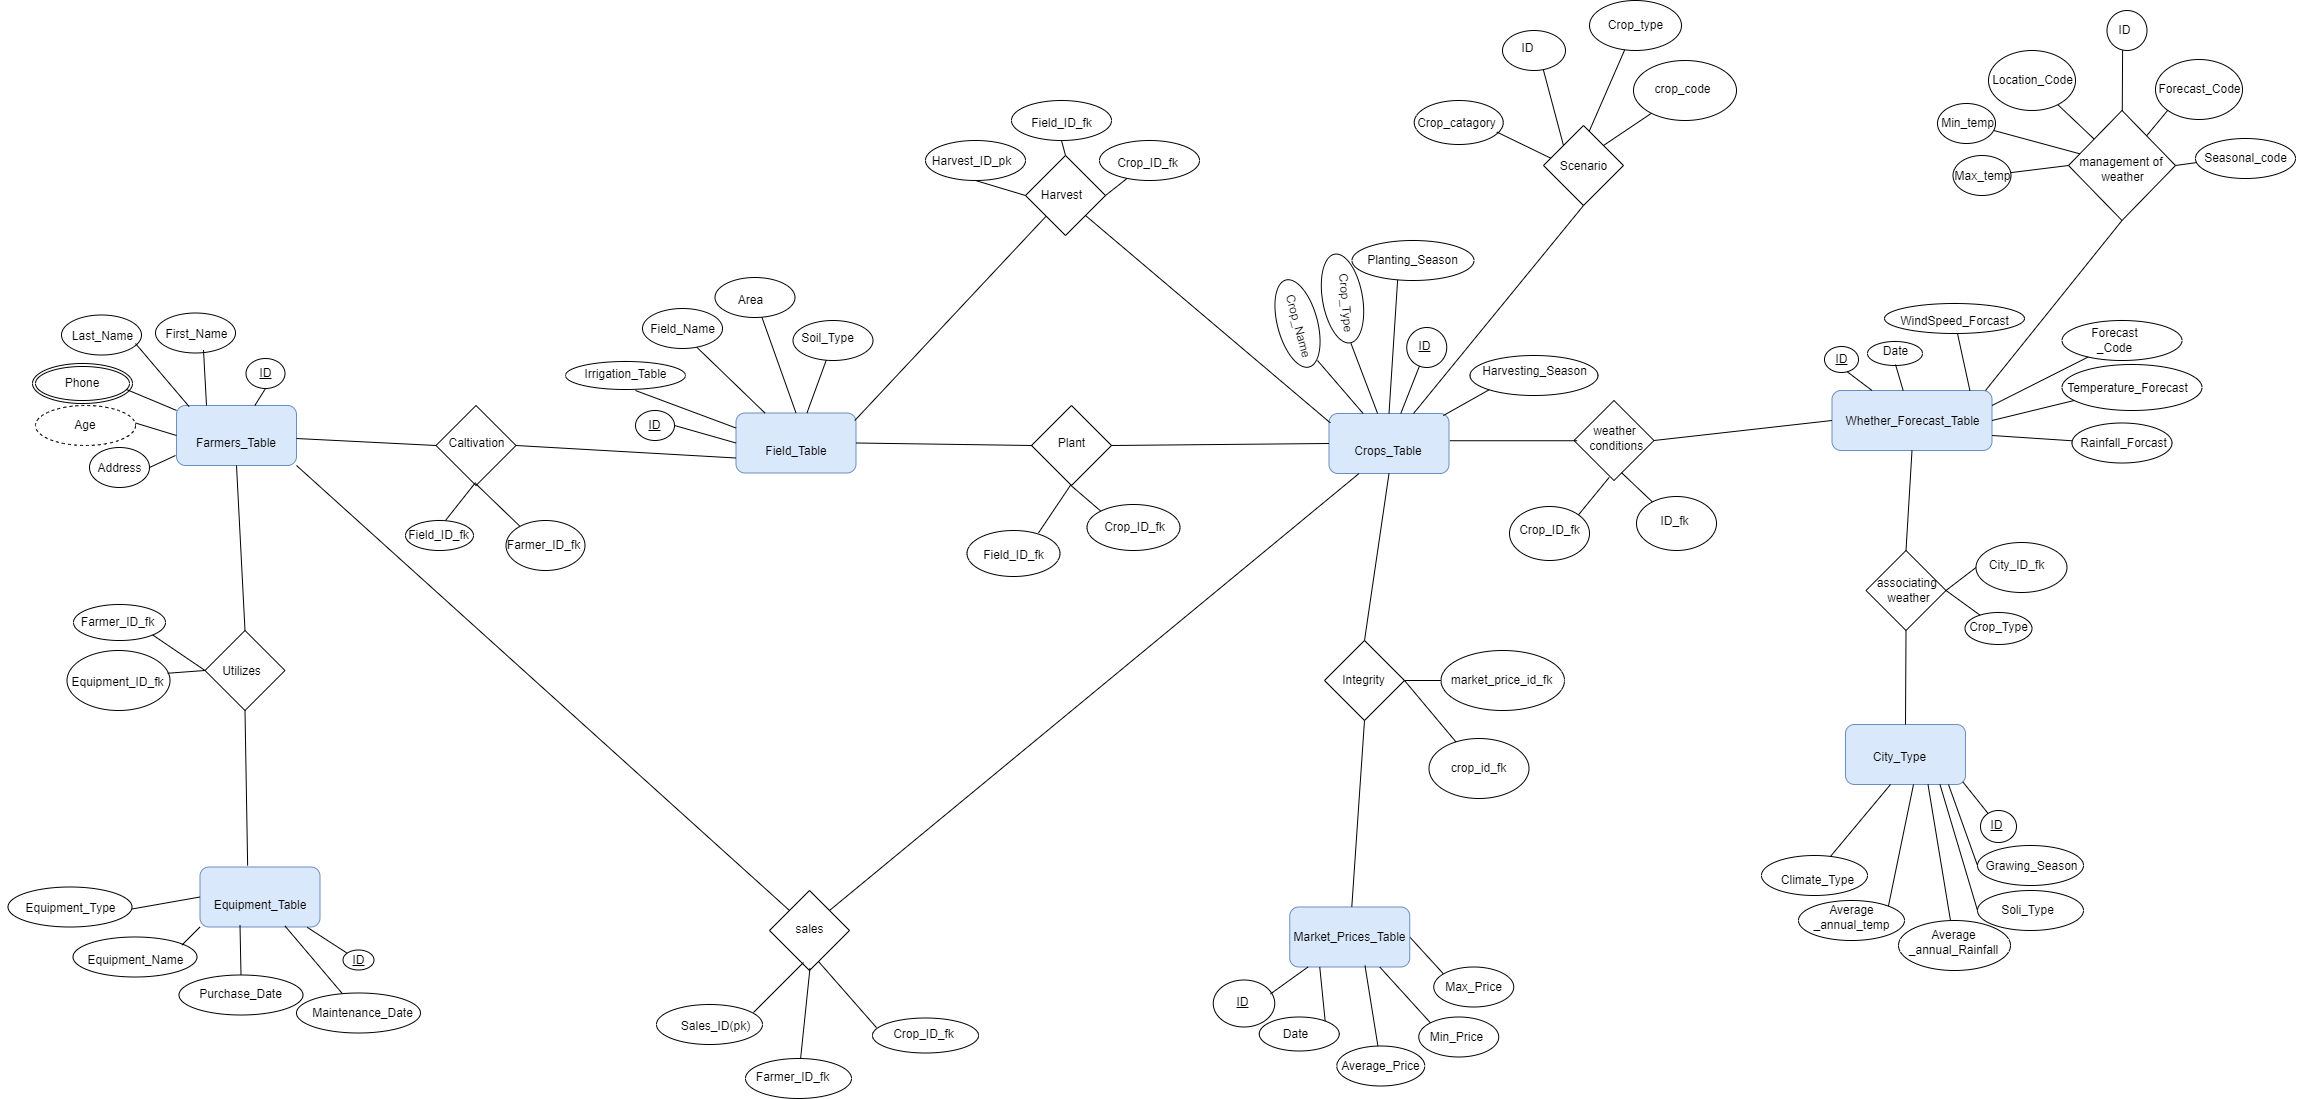 Crop_type
ID
ID
crop_code
Location_Code
Forecast_Code
Crop_catagory
Min_temp
Field_ID_fk
Harvest_ID_pk
Crop_ID_fk
Scenario
management of
weather
Seasonal_code
Max_temp
Harvest
Planting_Season
Crop_Type
Crop_Name
Area
Field_Name
Soil_Type
Last_Name
First_Name
ID
WindSpeed_Forcast
Forecast
_Code
ID
Date
Phone
ID
Irrigation_Table
Harvesting_Season
Temperature_Forecast
Age
ID
Farmers_Table
Caltivation
Field_Table
Plant
Crops_Table
weather
conditions
Whether_Forecast_Table
Rainfall_Forcast
Address
Field_ID_fk
Farmer_ID_fk
Field_ID_fk
Crop_ID_fk
Crop_ID_fk
ID_fk
City_ID_fk
associating
weather
Crop_Type
Farmer_ID_fk
Utilizes
Equipment_ID_fk
Integrity
market_price_id_fk
crop_id_fk
City_Type
ID
Grawing_Season
Climate_Type
Soli_Type
Average
_annual_temp
Average
_annual_Rainfall
Equipment_Type
Equipment_Table
sales
Market_Prices_Table
Equipment_Name
ID
Purchase_Date
Maintenance_Date
Max_Price
ID
Date
Min_Price
Average_Price
Sales_ID(pk)
Crop_ID_fk
Farmer_ID_fk